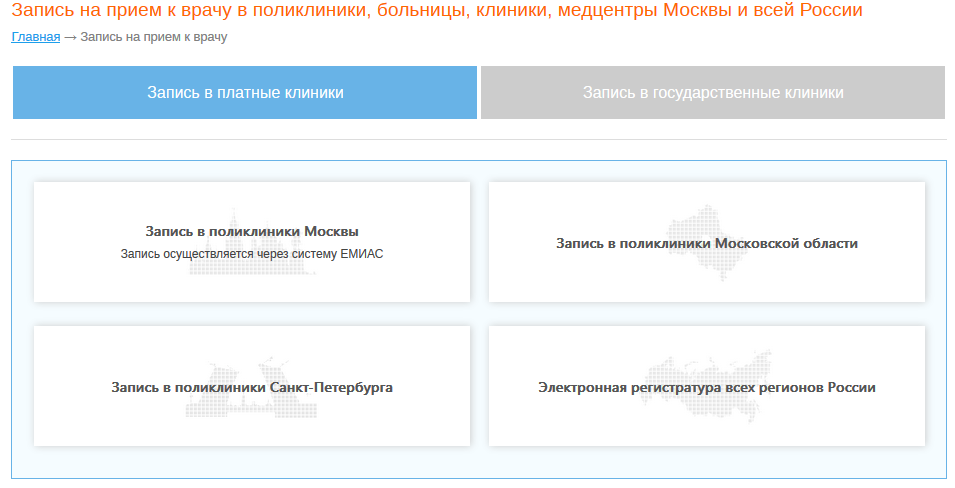 Запись на прием к врачу в поликлиники, больницы, клиники, медцентры Москвы и всей России
Главная → Запись на прием к врачу
Запись в платные клиники
Запись в государственные клиники
Запись в поликлиники Москвы
Запись осуществляется через систему ЕМИАС
Запись в поликлиники Московской области
Запись в поликлиники Санкт-Петербурга
Электронная регистратура всех регионов России